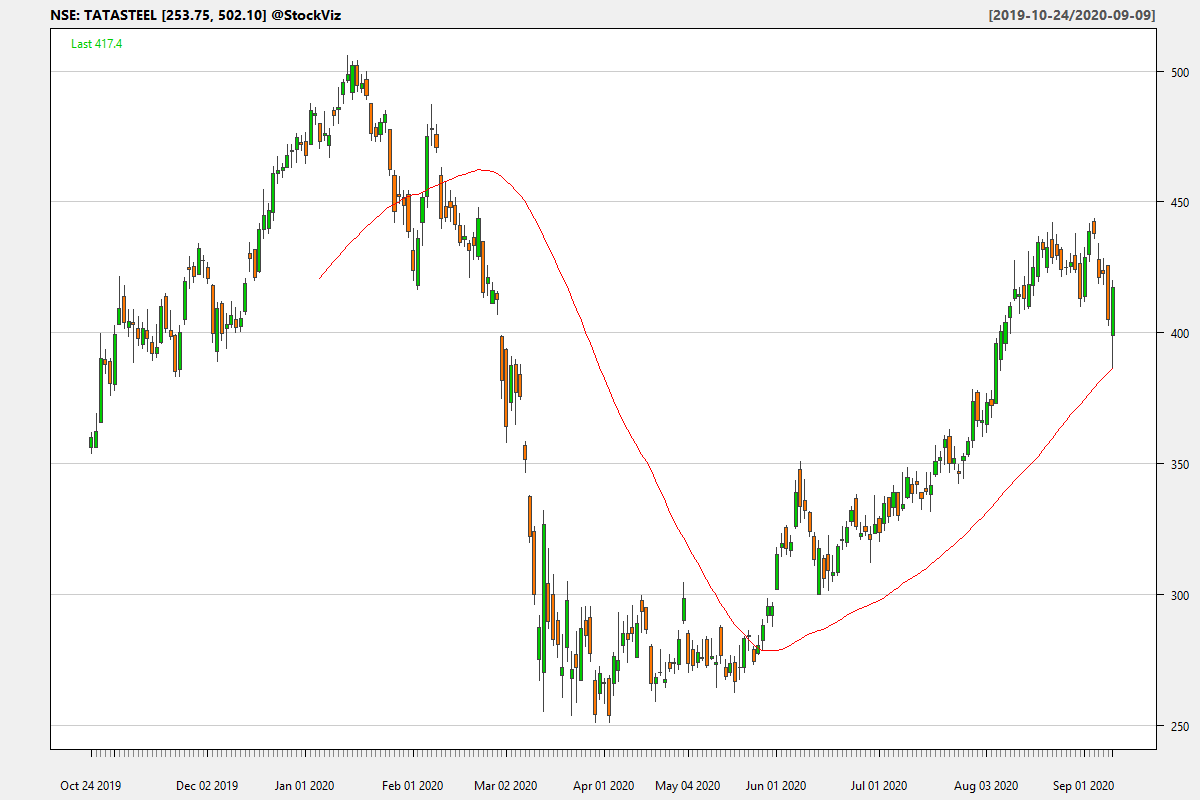 NSE: TATASTEEL [253.75, 502.10] @StockViz [2019-10-24/2020-09-09]
Last 417.4
500
450
400
350
300
250
Oct 24 2019 Dec 02 2019 Jan 01 2020 Feb 01 2020 Mar 02 2020 Apr 01 2020 May 04 2020 Jun 01 2020 Jul 01 2020 Aug 03 2020 Sep 01 2020